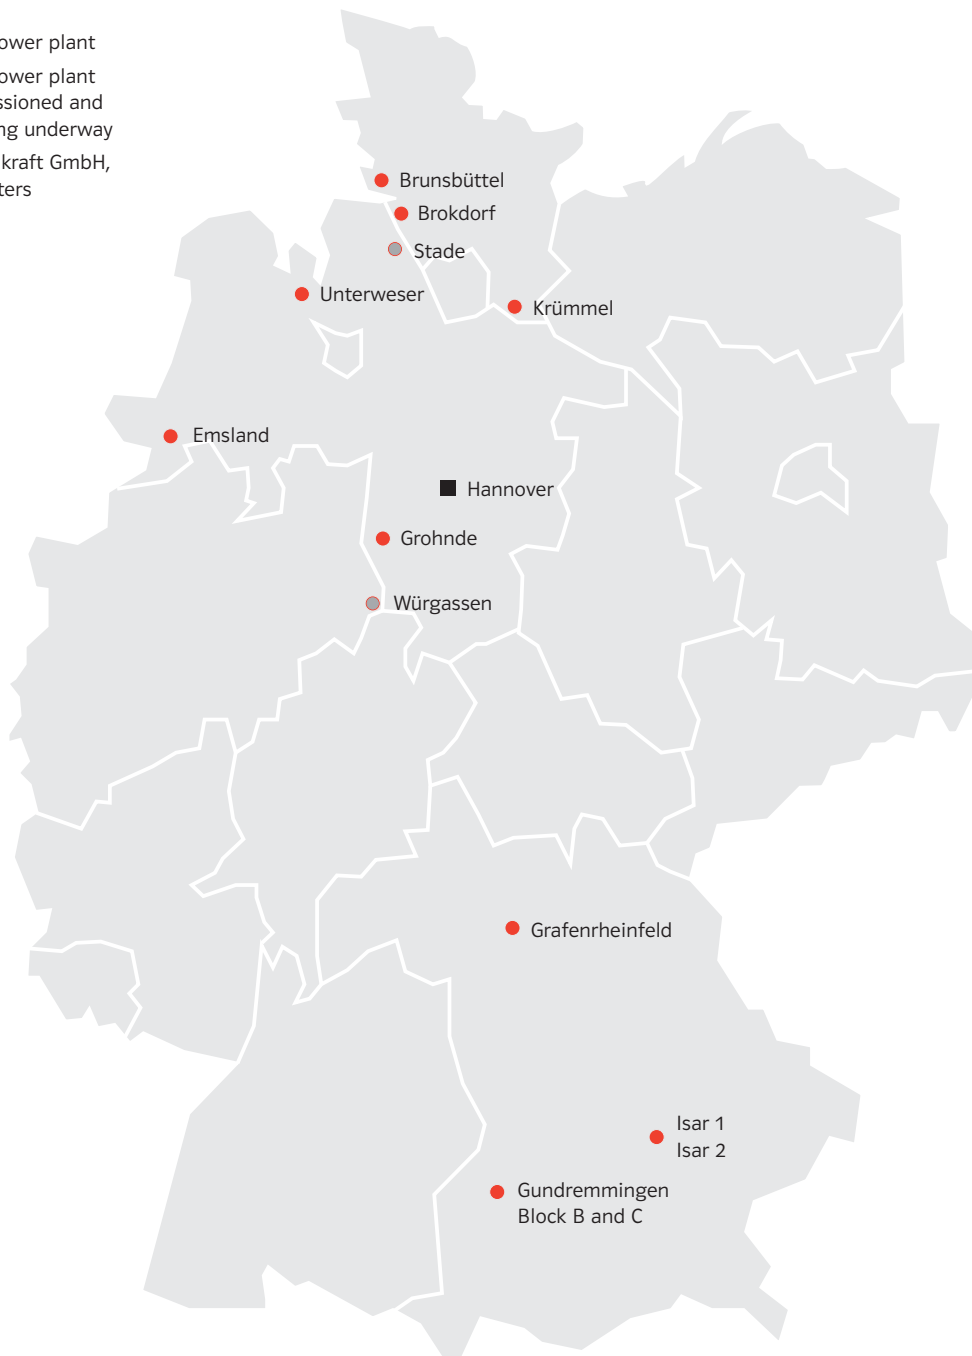 ower plant
ower plant
ssioned and
ng underway
kraft GmbH,
ters
Brunsbüttel
Brokdorf
Stade
Unterweser
Krümmel
Emsland
Hannover
Grohnde
Würgassen
Grafenrheinfeld
Isar 1
Isar 2
Gundremmingen
Block B and C